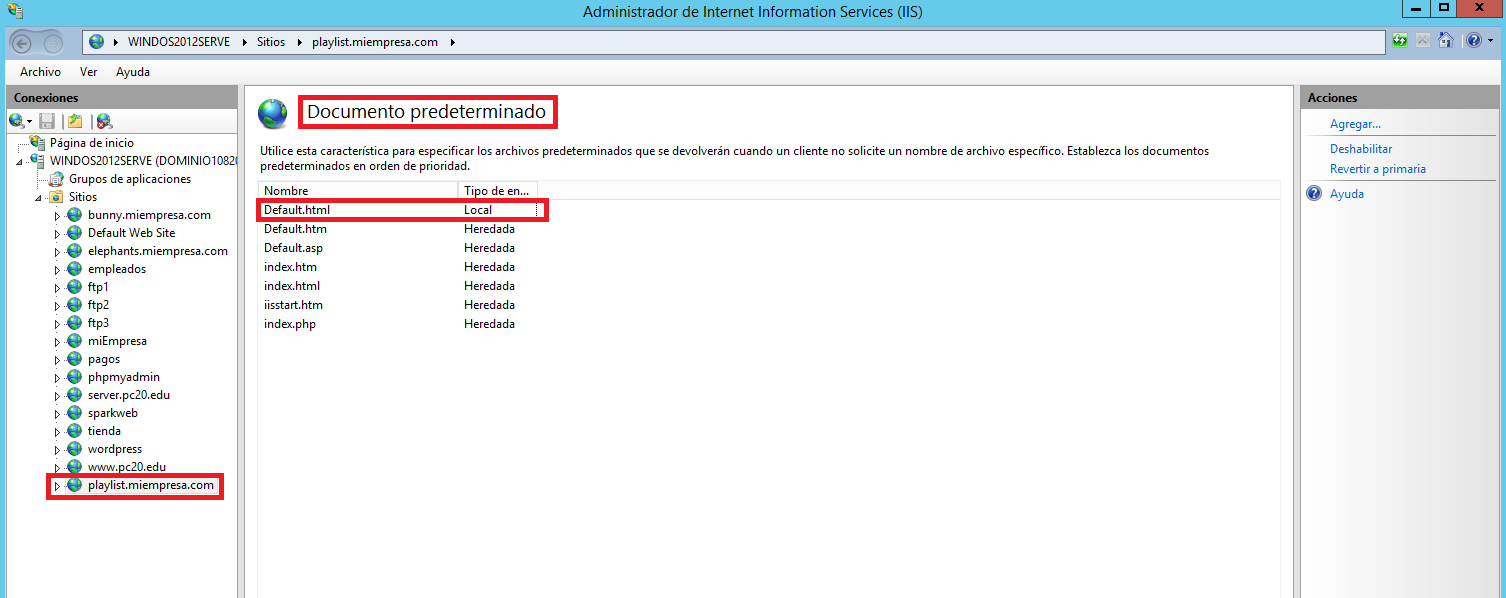 Administrador de Internet Information Services (IIS)
WINDOS2012SERVE Sitios playlist.miempresa.com
Archivo Ver Ayuda
Conexiones
Página de inicio
WINDOS2012SERVE (DOMINIO10820
Grupos de aplicaciones
Sitios
bunny.miempresa.com
Default Web Site
elephants.miempresa.com
empleados
ftp1
ftp2
ftp3
miEmpresa
pagos
phpmyadmin
server.pc20.edu
sparkweb
tienda
wordpress
www.pc20.edu
playlist.miempresa.com
Documento predeterminado
Utilice esta característica para especificar los archivos predeterminados que se devolverán cuando un cliente no solicite un nombre de archivo específico. Establezca los documentos
predeterminados en orden de prioridad.
Nombre Tipo de en...
Default.html Local
Default.htm Heredada
Default.asp Heredada
index.htm Heredada
index.html Heredada
iisstart.htm Heredada
index.php Heredada
Acciones
Agregar...
Deshabilitar
Revertir a primaria
Ayuda